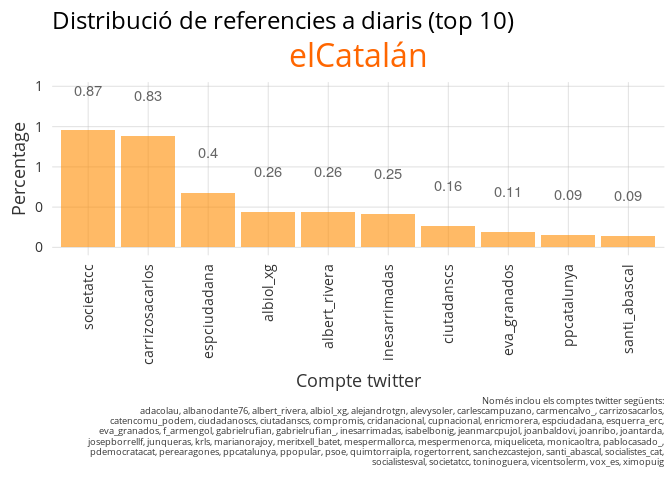 Distribució de referencies a diaris (top 10)
elCatalán
1
1
1
0
0
Percentage
0.87
0.83
0.4
0.26
0.26
0.25
0.16
0.11
0.09
0.09
societatcc
carrizosacarlos
espciudadana
albiol_xg
albert_rivera
inesarrimadas
ciutadanscs
eva_granados
ppcatalunya
santi_abascal
Compte twitter
Només inclou els comptes twitter següents:
adacolau, albanodante76, albert_rivera, albiol_xg, alejandrotgn, alevysoler, carlescampuzano, carmencalvo_, carrizosacarlos,
catencomu_podem, ciudadanoscs, ciutadanscs, compromis, cridanacional, cupnacional, enricmorera, espciudadana, esquerra_erc,
eva_granados, f_armengol, gabrielrufian, gabrielrufian_, inesarrimadas, isabelbonig, jeanmarcpujol, joanbaldovi, joanribo, joantarda,
josepborrellf, junqueras, krls, marianorajoy, meritxell_batet, mespermallorca, mespermenorca, miqueliceta, monicaoltra, pablocasado_,
pdemocratacat, perearagones, ppcatalunya, ppopular, psoe, quimtorraipla, rogertorrent, sanchezcastejon, santi_abascal, socialistes_cat,
socialistesval, societatcc, toninoguera, vicentsolerm, vox_es, ximopuig